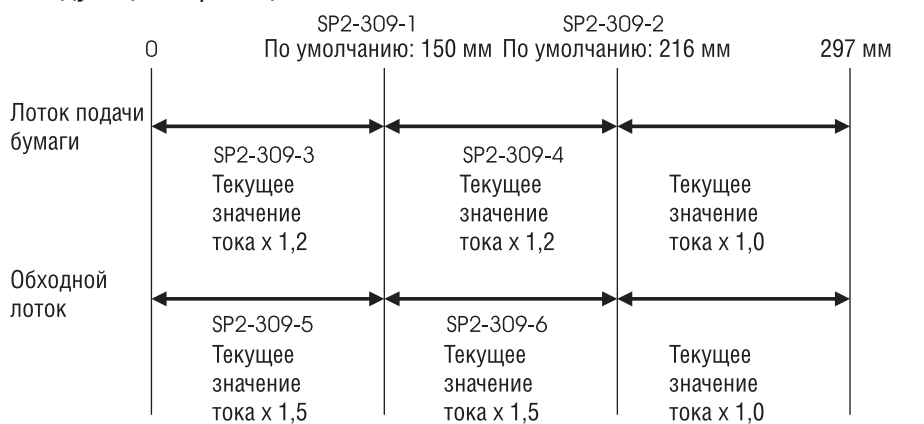 SP2-309-1 SP2-309-2
0 По умолчанию: 150 мм По умолчанию: 216 мм 297 мм
Лоток подачи
бумаги
SP2-309-3 SP2-309-4
Текущее Текущее Текущее
значение значение значение
тока x 1,2 тока x 1,2 тока x 1,0
Обходной
лоток
SP2-309-5 SP2-309-6
Текущее Текущее Текущее
значение значение значение
тока x 1,5 тока x 1,5 тока x 1,0